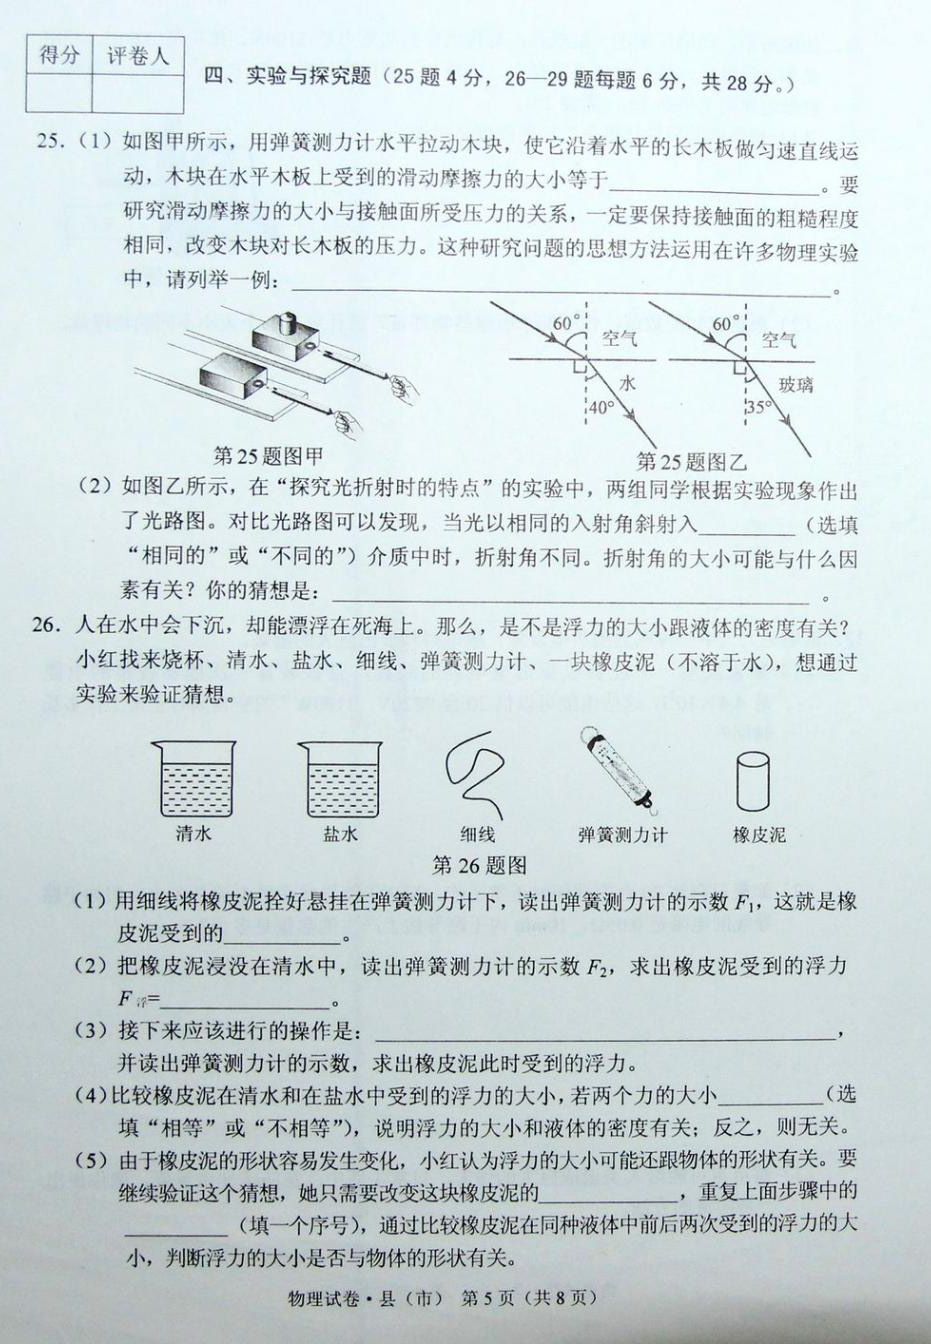 得分 评卷人
四、实验与探究题（25题4分，26—29题每题6分，共28分。）
25.（1）如图甲所示，用弹簧测力计水平拉动木块，使它沿着水平的长木板做匀速直线运
动，木块在水平木板上受到的滑动摩擦力的大小等于____________________。要
研究滑动摩擦力的大小与接触面所受压力的关系，一定要保持接触面的粗糙程度
相同，改变木块对长木板的压力。这种研究问题的思想方法运用在许多物理实验
中，请列举一例：____________________。
60° 空气 水 40°
60° 空气 玻璃 35°
第25题图甲 第25题图乙
（2）如图乙所示，在“探究光折射时的特点”的实验中，两组同学根据实验现象作出
了光路图。对比光路图可以发现，当光以相同的入射角斜射入__________（选填
“相同的”或“不同的”）介质中时，折射角不同。折射角的大小可能与什么因
素有关？你的猜想是：____________________。
26．人在水中会下沉，却能漂浮在死海上。那么，是不是浮力的大小跟液体的密度有关？
小红找来烧杯、清水、盐水、细线、弹簧测力计、一块橡皮泥（不溶于水），想通过
实验来验证猜想。
清水 盐水 细线 弹簧测力计 橡皮泥
第26题图
（1）用细线将橡皮泥拴好悬挂在弹簧测力计下，读出弹簧测力计的示数F₁，这就是橡
皮泥受到的__________。
（2）把橡皮泥浸没在清水中，读出弹簧测力计的示数F₂，求出橡皮泥受到的浮力
F浮=______________。
（3）接下来应该进行的操作是：____________________，
并读出弹簧测力计的示数，求出橡皮泥此时受到的浮力。
（4）比较橡皮泥在清水和在盐水中受到的浮力的大小，若两个力的大小__________（选
填“相等”或“不相等”），说明浮力的大小和液体的密度有关；反之，则无关。
（5）由于橡皮泥的形状容易发生变化，小红认为浮力的大小可能还跟物体的形状有关。要
继续验证这个猜想，她只需要改变这块橡皮泥的____________，重复上面步骤中的
__________（填一个序号），通过比较橡皮泥在同种液体中前后两次受到的浮力的大
小，判断浮力的大小是否与物体的形状有关。
物理试卷·县（市） 第5页（共8页）